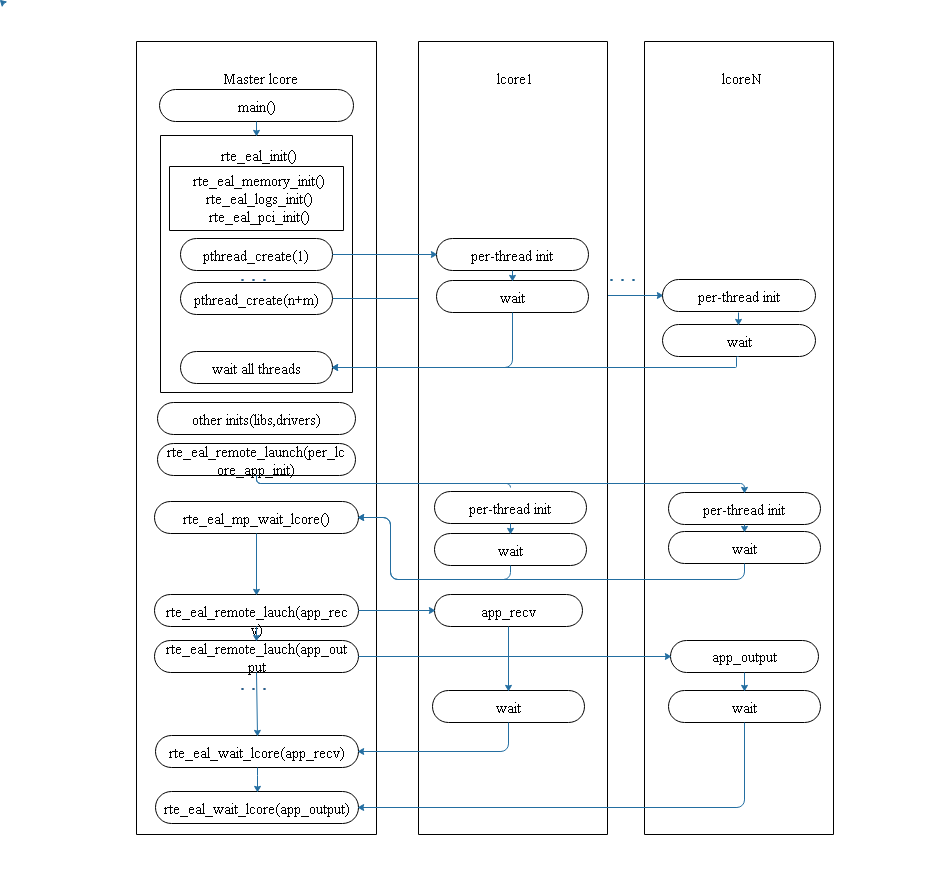 Master lcore
lcore1
lcoreN
main()
rte_eal_init()
rte_eal_memory_init()
rte_eal_logs_init()
rte_eal_pci_init()
pthread_create(1)
per-thread init
. . .
. . .
pthread_create(n+m)
wait
per-thread init
wait
wait all threads
other inits(libs,drivers)
rte_eal_remote_launch(per_lc
ore_app_init)
rte_eal_mp_wait_lcore()
per-thread init
per-thread init
wait
wait
rte_eal_remote_lauch(app_rec
v)
app_recv
rte_eal_remote_lauch(app_out
put
app_output
. . .
wait
wait
rte_eal_wait_lcore(app_recv)
rte_eal_wait_lcore(app_output)